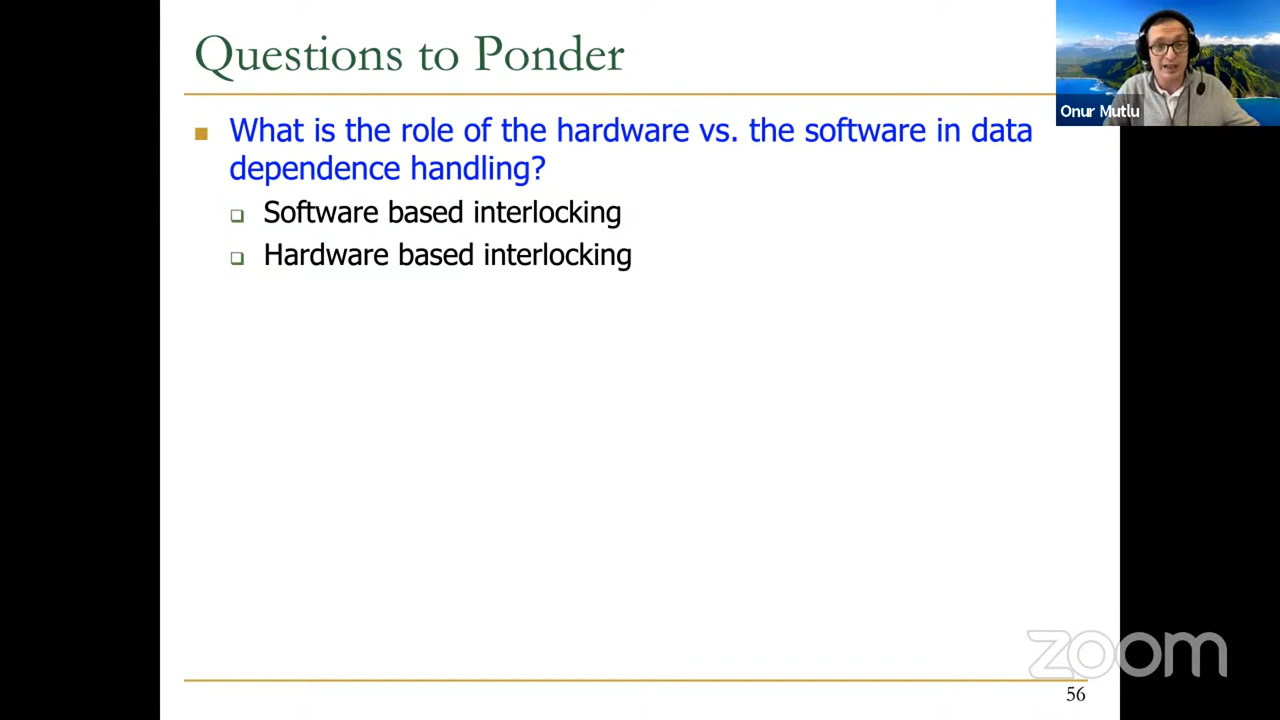 Questions to Ponder
Onur Mutlu
What is the role of the hardware vs. the software in data
dependence handling?
Software based interlocking
Hardware based interlocking
zoom
56